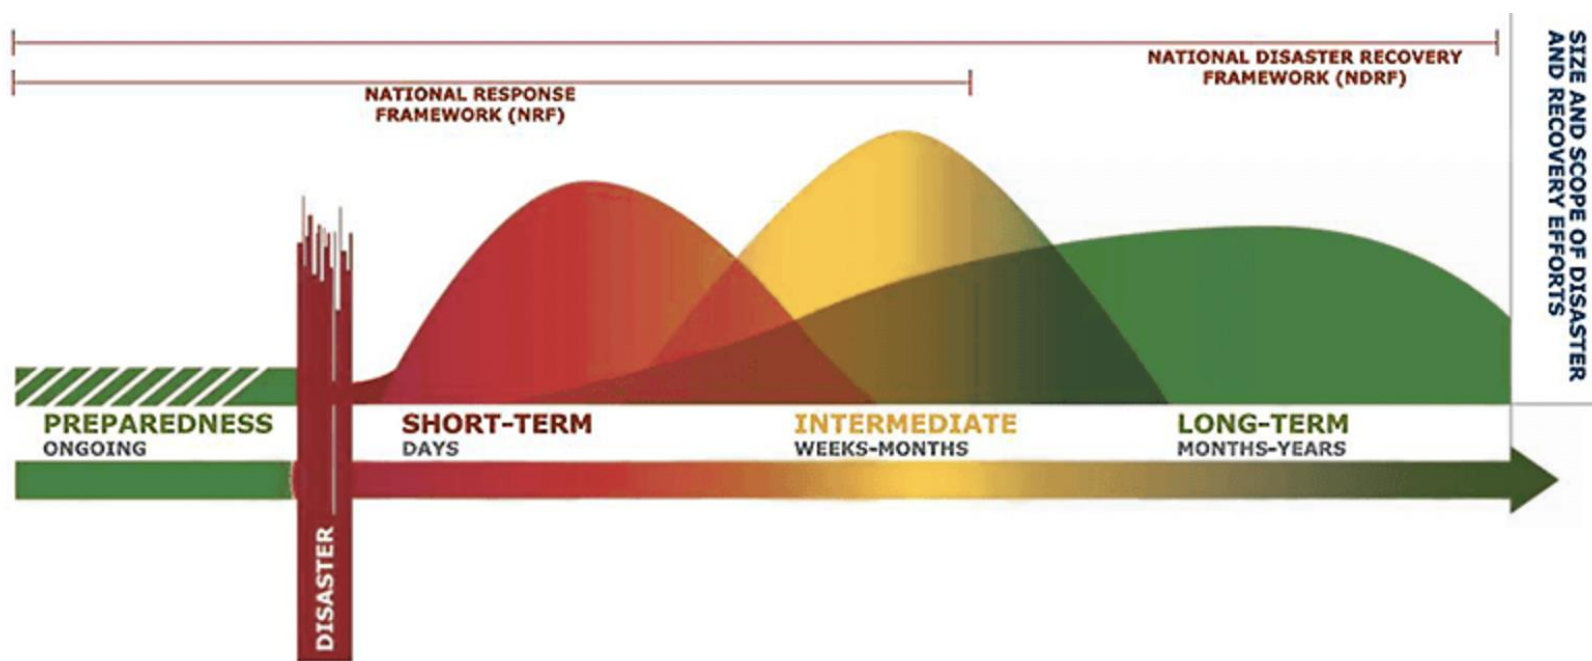 NATIONAL DISASTER RECOVERY
FRAMEWORK (NDRF)
NATIONAL RESPONSE
FRAMEWORK (NRF)
SIZE AND SCOPE OF DISASTER
AND RECOVERY EFFORTS
PREPAREDNESS
ONGOING
SHORT-TERM
DAYS
INTERMEDIATE
WEEKS-MONTHS
LONG-TERM
MONTHS-YEARS
DISASTER